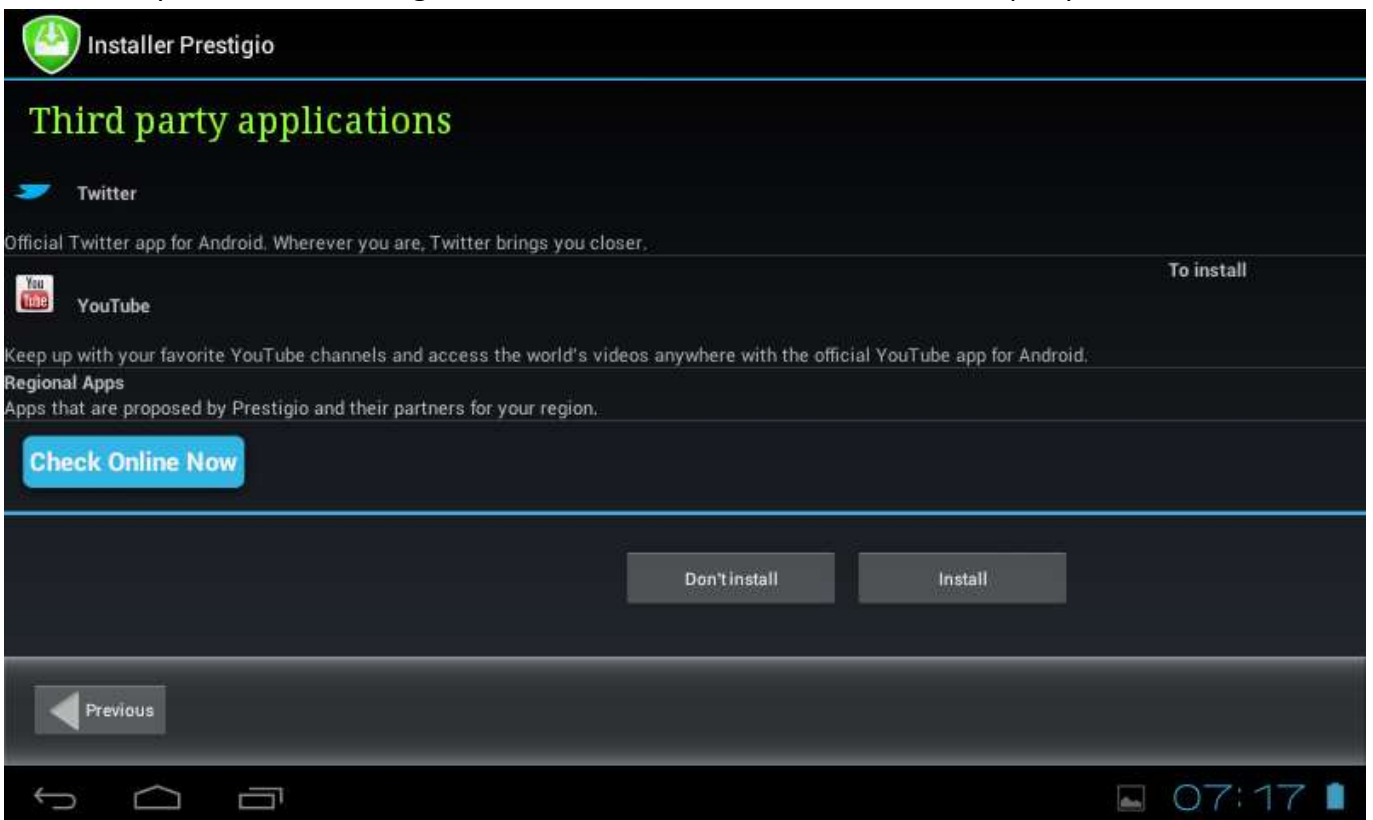 Installer Prestigio
Third party applications
Twitter
Official Twitter app for Android. Wherever you are, Twitter brings you closer.
To install
You
Tube
YouTube
Keep up with your favorite YouTube channels and access the world's videos anywhere with the official YouTube app for Android.
Regional Apps
Apps that are proposed by Prestigio and their partners for your region.
Check Online Now
Don't install
Install
Previous
07:17